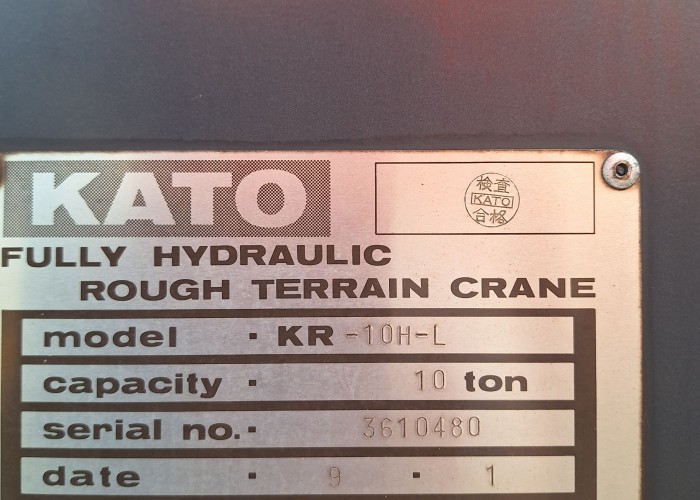 KATO
検査
KATO
合格
FULLY HYDRAULIC
ROUGH TERRAIN CRANE
model · KR-10H-L
capacity · 10 ton
serial no. · 3610480
date · 9 · 1